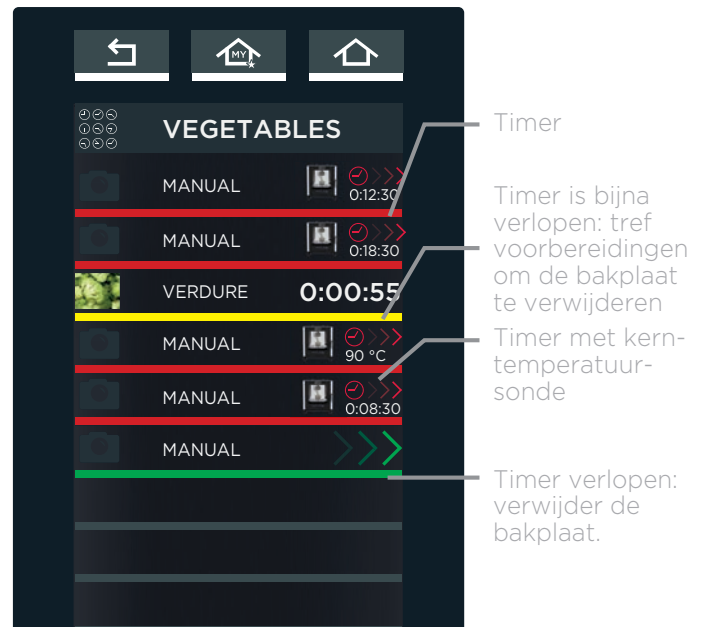 MY
VEGETABLES
MANUAL
0:12:30
MANUAL
0:18:30
VERDURE 0:00:55
MANUAL
90 °C
MANUAL
0:08:30
MANUAL
Timer
Timer is bijna
verlopen: tref
voorbereidingen
om de bakplaat
te verwijderen
Timer met kern-
temperatuur-
sonde
Timer verlopen:
verwijder de
bakplaat.